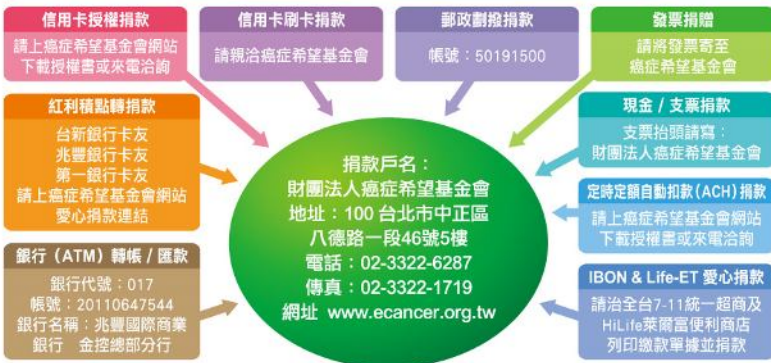 信用卡授權捐款
請上癌症希望基金會網站
下載授權書或來電洽詢
信用卡刷卡捐款
請親洽癌症希望基金會
郵政劃撥捐款
帳號：50191500
發票捐贈
請將發票寄至
癌症希望基金會
紅利積點轉捐款
台新銀行卡友
兆豐銀行卡友
第一銀行卡友
請上癌症希望基金會網站
愛心捐款連結
現金 / 支票捐款
支票抬頭請寫：
財團法人癌症希望基金會
捐款戶名：
財團法人癌症希望基金會
地址：100 台北市中正區
八德路一段46號5樓
電話：02-3322-6287
傳真：02-3322-1719
網址 www.ecancer.org.tw
定時定額自動扣款(ACH)捐款
請上癌症希望基金會網站
下載授權書或來電洽詢
銀行（ATM）轉帳 / 匯款
銀行代號：017
帳號：20110647544
銀行名稱：兆豐國際商業
銀行 金控總部分行
IBON & Life-ET 愛心捐款
請洽全台7-11統一超商及
HiLife萊爾富便利商店
列印繳款單據並捐款